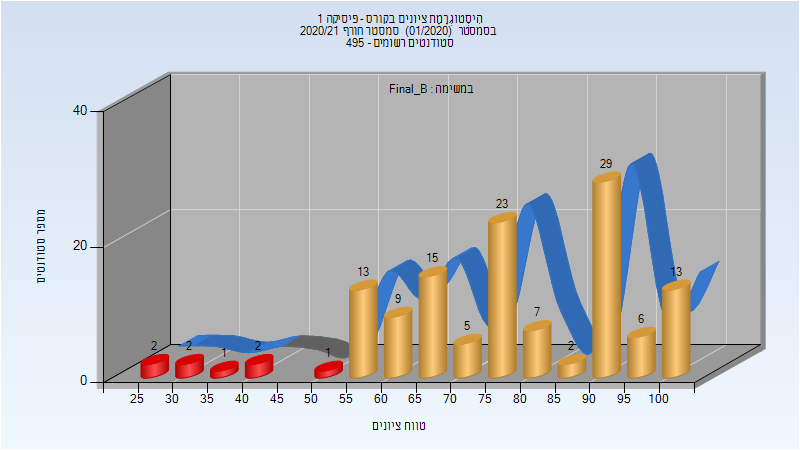 היסטוגרמת ציונים בקורס - פיסיקה 1
בסמסטר (01/2020) סמסטר חורף 2020/21
סטודנטים רשומים - 495
במשימה : Final_B
מספר סטודנטים
40
20
0
2
2
1
2
1
13
9
15
5
23
7
2
29
6
13
25 30 35 40 45 50 55 60 65 70 75 80 85 90 95 100
טווח ציונים